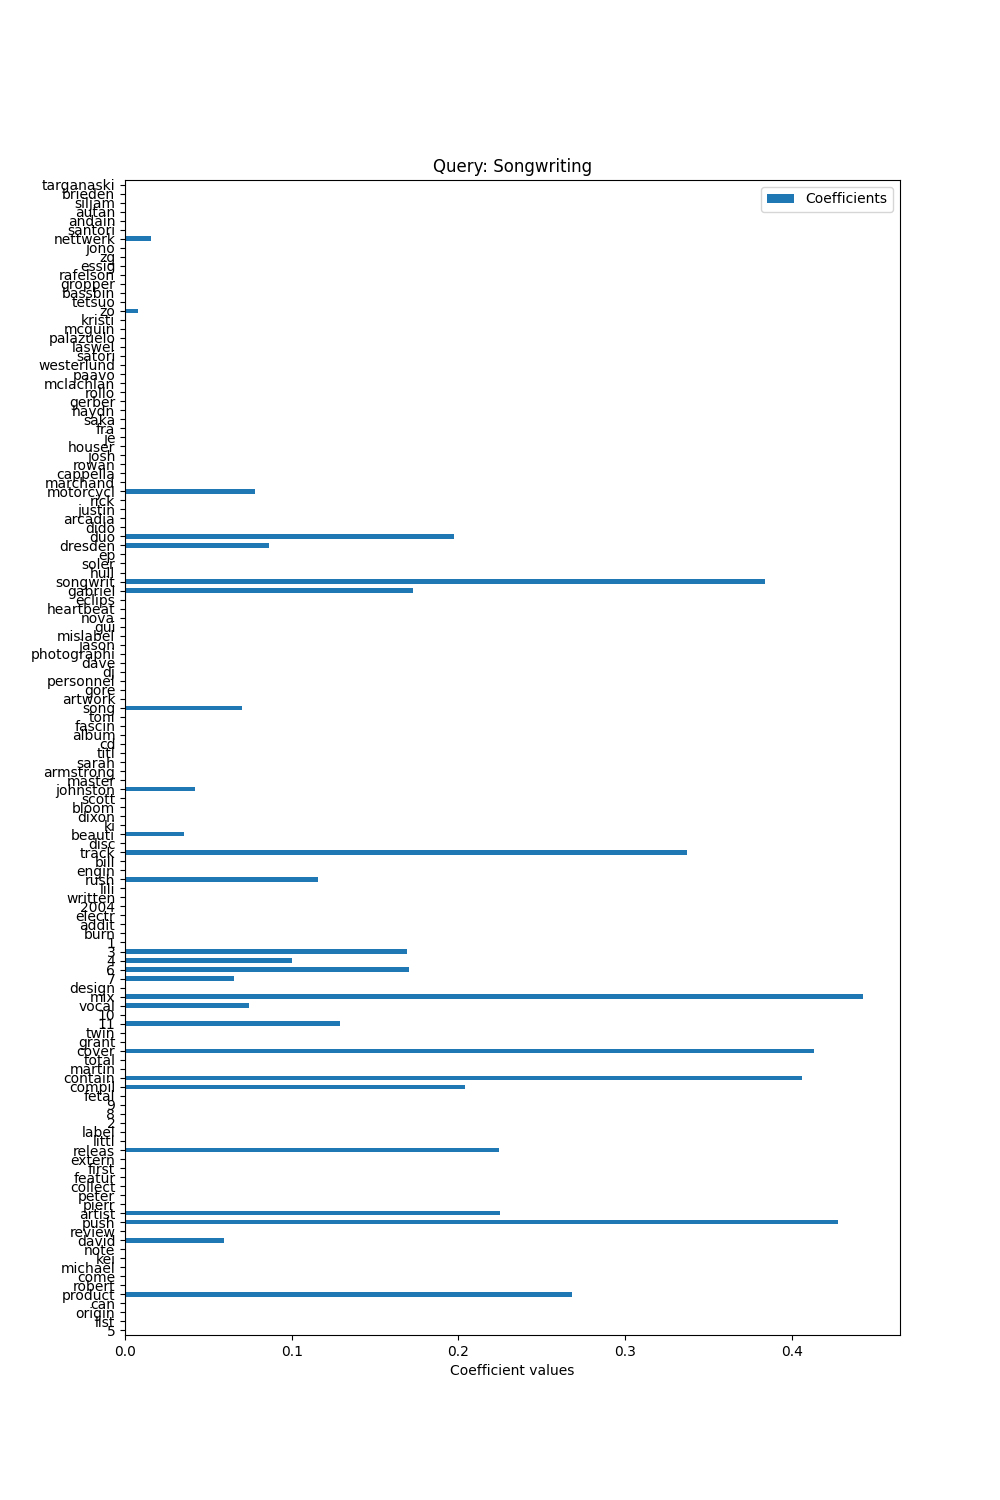 Query: Songwriting
Coefficients
targanaski
brieden
siljam
autan
andain
santori
nettwerk
jono
zg
essig
rafelson
gropper
bassbin
tetsuo
zo
kristi
mcguin
palazuelo
laswel
satori
westerlund
paavo
mclachlan
rollo
gerber
haydn
saka
fra
je
houser
josh
rowan
cappella
marchand
motorcycl
rick
justin
arcadia
dido
duo
dresden
ep
soler
hull
songwrit
gabriel
eclips
heartbeat
nova
gui
mislabel
jason
photographi
dave
dj
personnel
gore
artwork
song
tom
fascin
album
cd
titl
sarah
armstrong
master
johnston
scott
bloom
dixon
ki
beauti
disc
track
bill
engin
rush
lili
written
2004
electr
addit
burn
1
3
4
6
7
design
mix
vocal
10
11
twin
grant
cover
total
martin
contain
compil
fetal
9
8
2
label
littl
releas
extern
first
featur
collect
peter
pierr
artist
push
review
david
note
kei
michael
come
robert
product
can
origin
list
5
0.0 0.1 0.2 0.3 0.4
Coefficient values